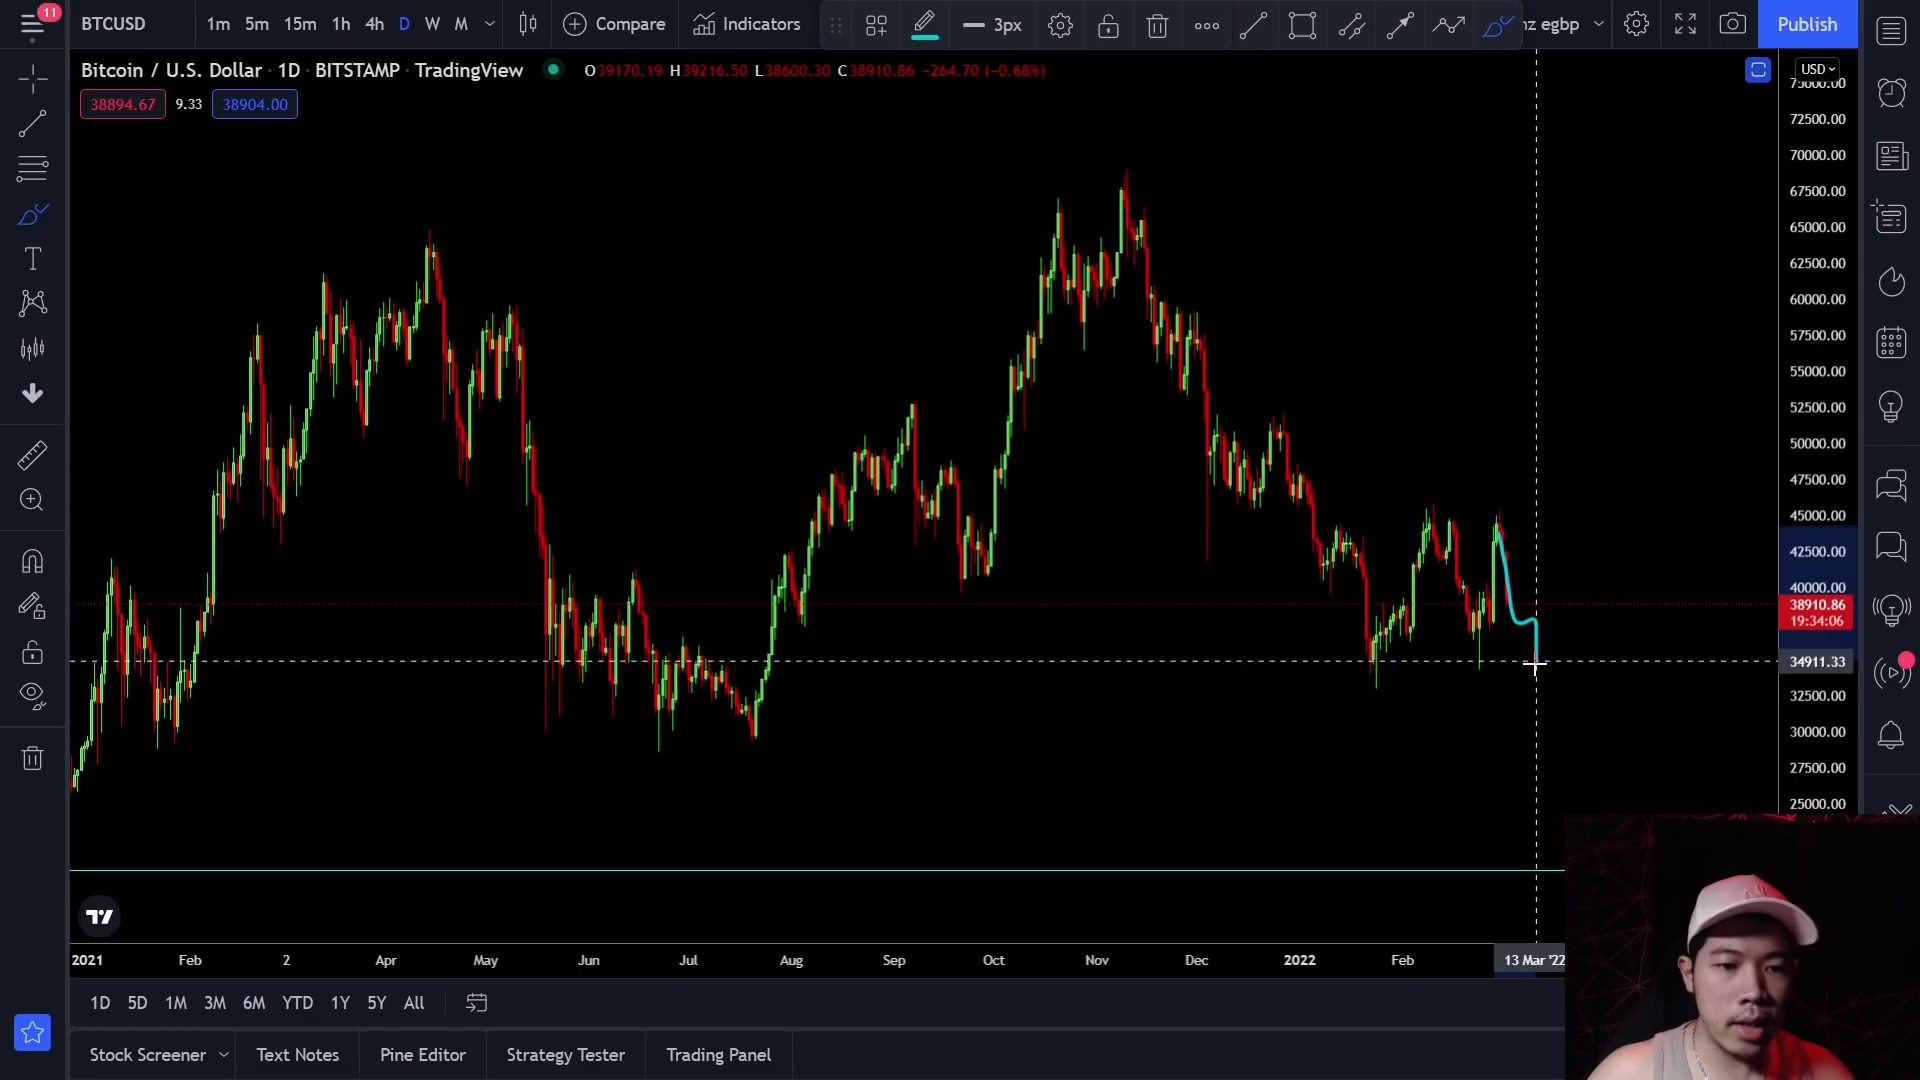 11
BTCUSD
1m 5m 15m 1h 4h D W M
Compare
Indicators
3px
nz egbp
Publish
Bitcoin / U.S. Dollar · 1D · BITSTAMP · TradingView
O39170.19 H39216.50 L38600.30 C38910.86 −264.70 (−0.68%)
38894.67 9.33 38904.00
USD
75000.00
72500.00
70000.00
67500.00
65000.00
62500.00
60000.00
57500.00
55000.00
52500.00
50000.00
47500.00
45000.00
42500.00
40000.00
38910.86
19:34:06
34911.33
32500.00
30000.00
27500.00
25000.00
2021 Feb 2 Apr May Jun Jul Aug Sep Oct Nov Dec 2022 Feb 13 Mar '22
1D 5D 1M 3M 6M YTD 1Y 5Y All
Stock Screener Text Notes Pine Editor Strategy Tester Trading Panel